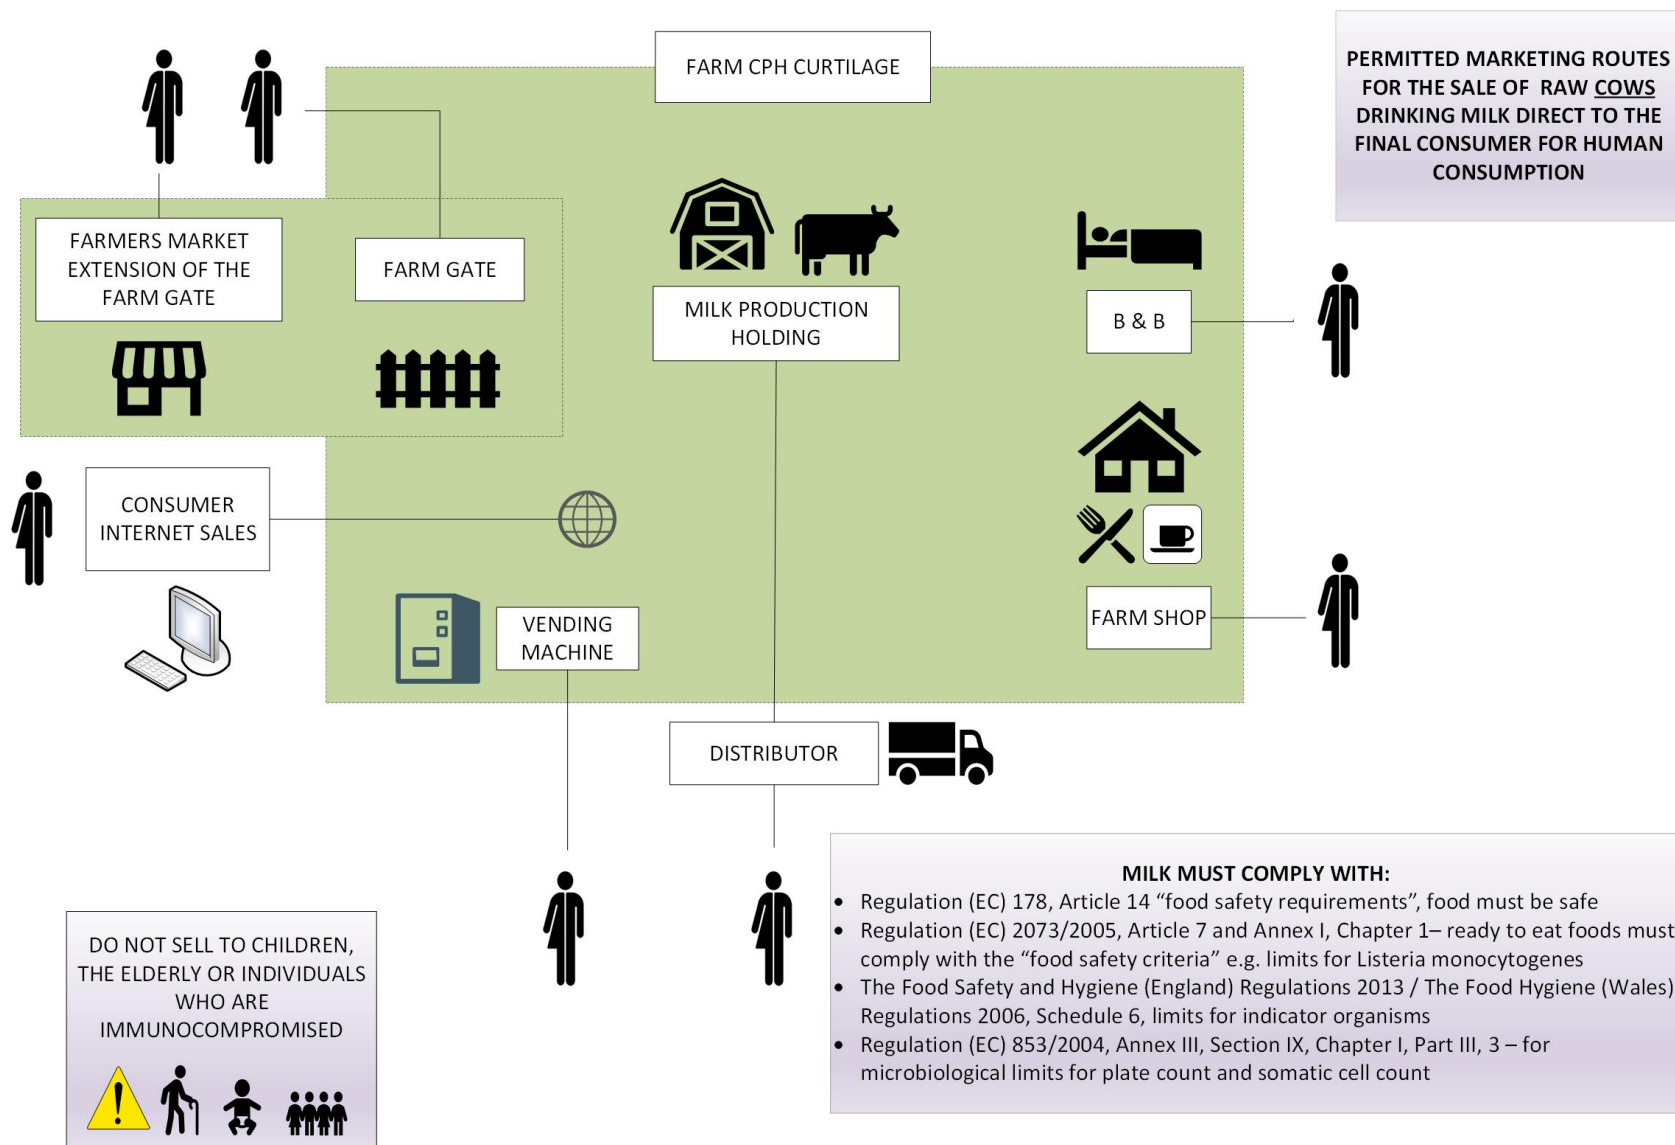 FARM CPH CURTILAGE
PERMITTED MARKETING ROUTES
FOR THE SALE OF RAW COWS
DRINKING MILK DIRECT TO THE
FINAL CONSUMER FOR HUMAN
CONSUMPTION
FARMERS MARKET
EXTENSION OF THE
FARM GATE
FARM GATE
MILK PRODUCTION
HOLDING
B & B
CONSUMER
INTERNET SALES
VENDING
MACHINE
FARM SHOP
DISTRIBUTOR
DO NOT SELL TO CHILDREN,
THE ELDERLY OR INDIVIDUALS
WHO ARE
IMMUNOCOMPROMISED
MILK MUST COMPLY WITH:
• Regulation (EC) 178, Article 14 “food safety requirements”, food must be safe
• Regulation (EC) 2073/2005, Article 7 and Annex I, Chapter 1– ready to eat foods must
comply with the “food safety criteria” e.g. limits for Listeria monocytogenes
• The Food Safety and Hygiene (England) Regulations 2013 / The Food Hygiene (Wales)
Regulations 2006, Schedule 6, limits for indicator organisms
• Regulation (EC) 853/2004, Annex III, Section IX, Chapter I, Part III, 3 – for
microbiological limits for plate count and somatic cell count